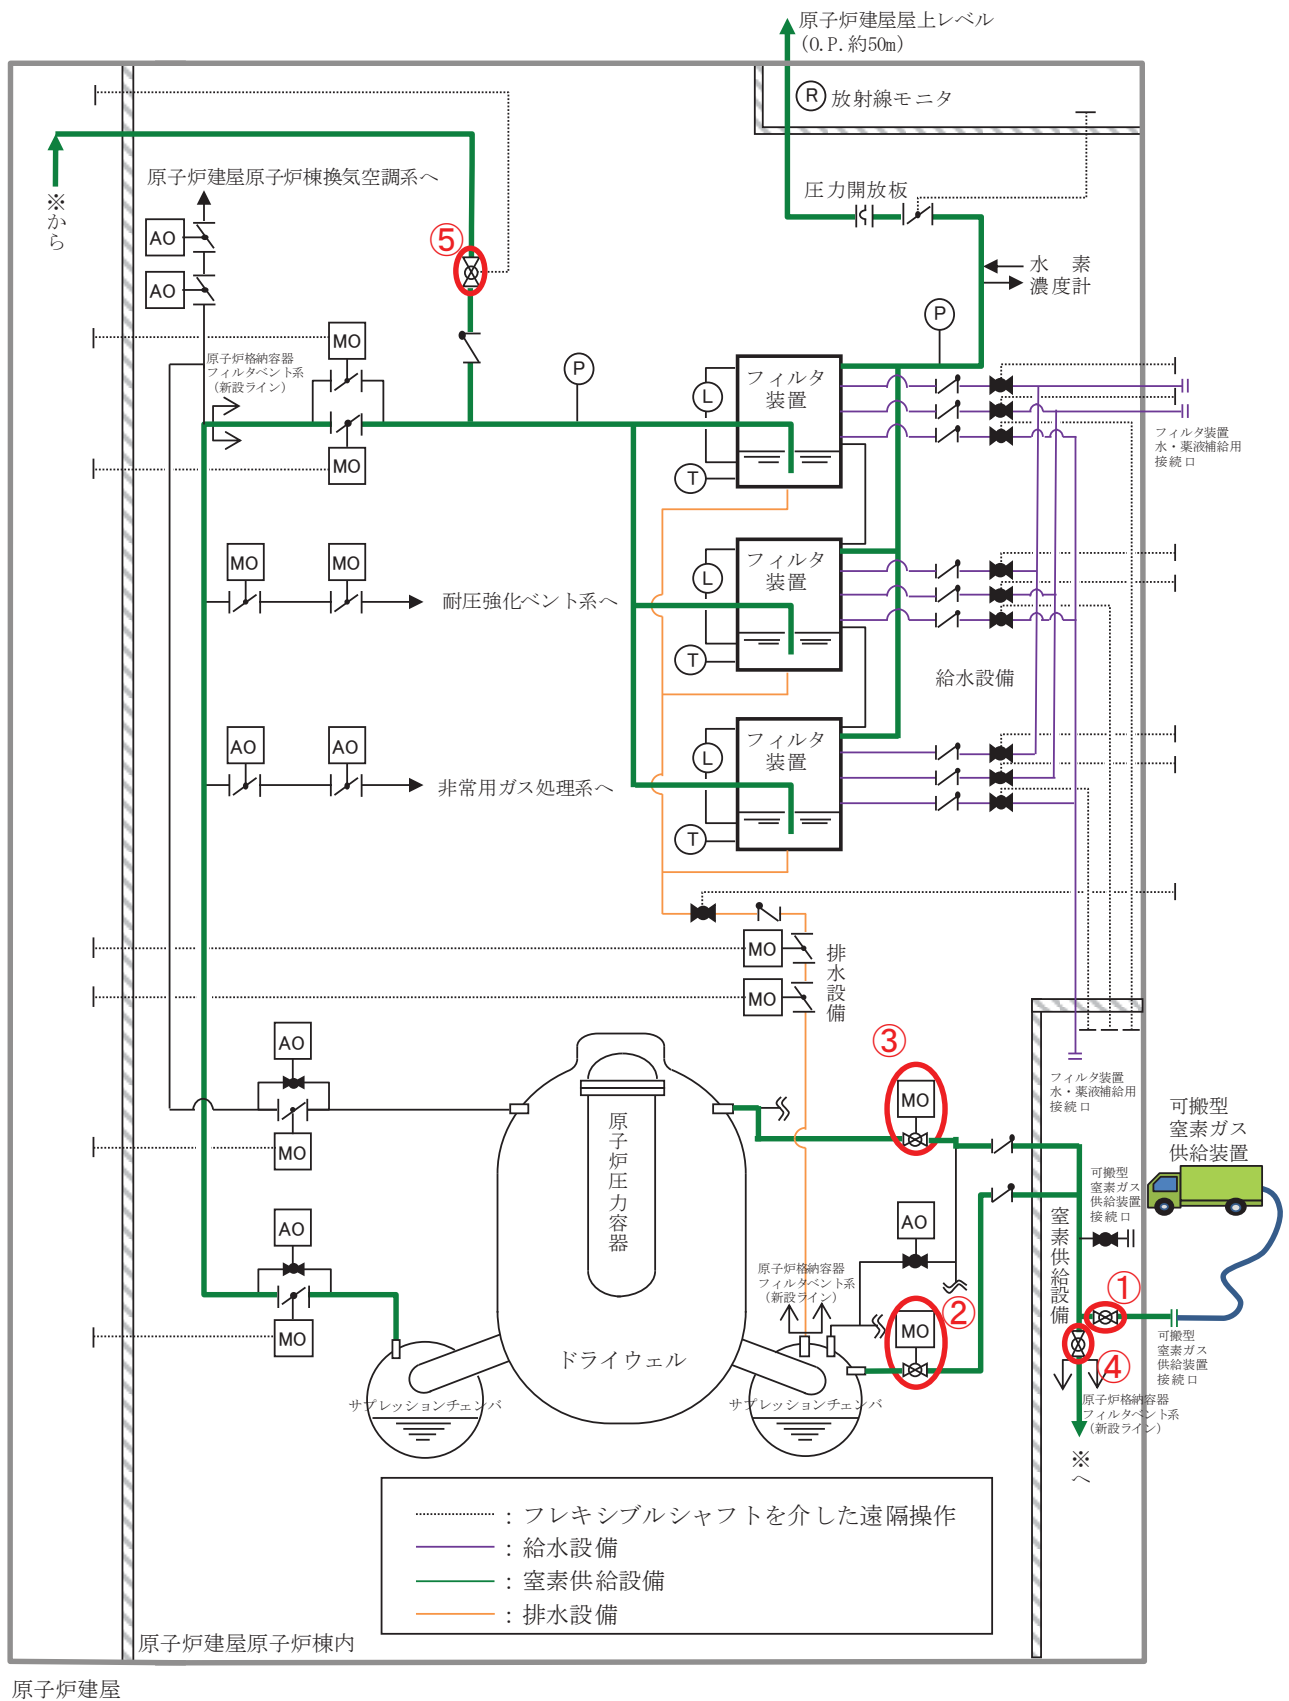 原子炉建屋屋上レベル
(O.P.約50m)
R
放射線モニタ
原子炉建屋原子炉棟換気空調系へ
※から
圧力開放板
AO
⑤
AO
水　素
濃度計
P
MO
原子炉格納容器
フィルタベント系
（新設ライン）
P
L
フィルタ
装置
フィルタ装置
水・薬液補給用
接続口
MO
T
MO
MO
L
フィルタ
装置
耐圧強化ベント系へ
T
給水設備
AO
AO
L
フィルタ
装置
非常用ガス処理系へ
T
MO
MO
排水設備
AO
③
MO
フィルタ装置
水・薬液補給用
接続口
可搬型
窒素ガス
供給装置
原子炉圧力容器
MO
可搬型
窒素ガス
供給装置
接続口
窒素供給設備
AO
AO
原子炉格納容器
フィルタベント系
（新設ライン）
①
②
MO
MO
可搬型
窒素ガス
供給装置
接続口
④
ドライウェル
原子炉格納容器
フィルタベント系
（新設ライン）
サプレッションチェンバ
サプレッションチェンバ
※へ
：フレキシブルシャフトを介した遠隔操作
：給水設備
：窒素供給設備
：排水設備
原子炉建屋原子炉棟内
原子炉建屋